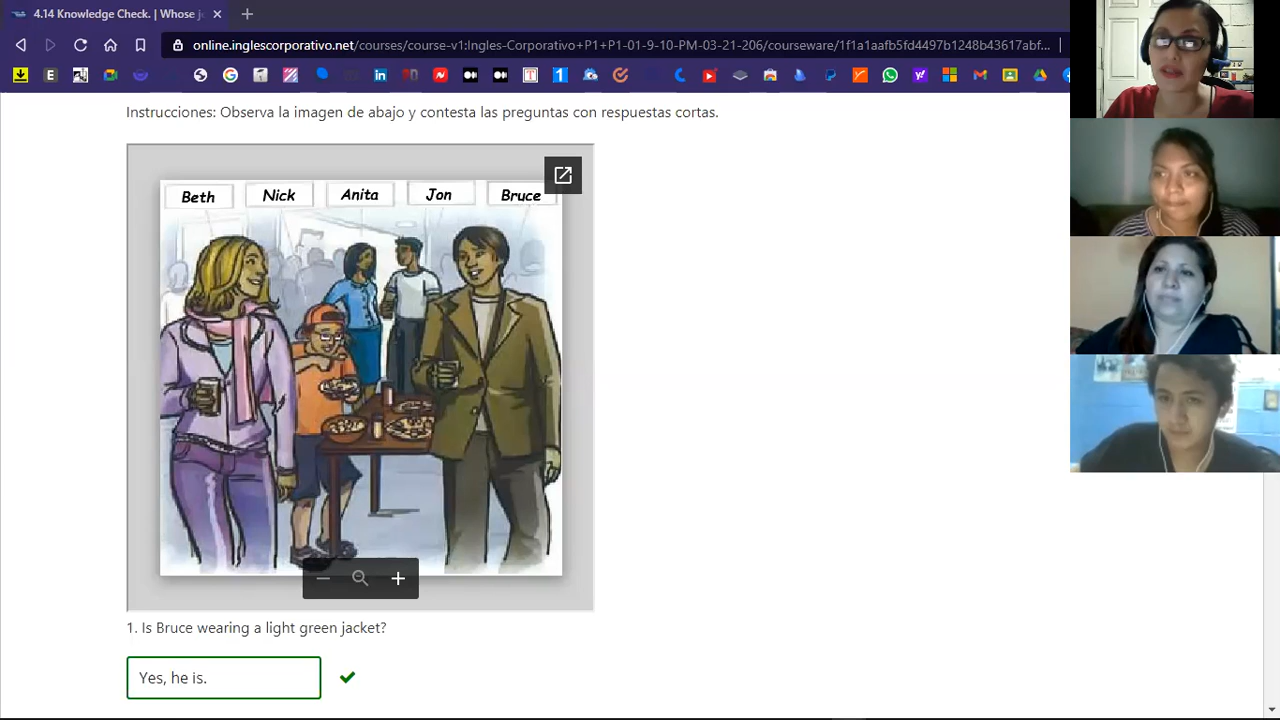 4.14 Knowledge Check. | Whose j
online.inglescorporativo.net/courses/course-v1:Ingles-Corporativo+P1+P1-01-9-10-PM-03-21-206/courseware/1f1a1aafb5fd4497b1248b43617abf...
Instrucciones: Observa la imagen de abajo y contesta las preguntas con respuestas cortas.
Beth Nick Anita Jon Bruce
1. Is Bruce wearing a light green jacket?
Yes, he is.